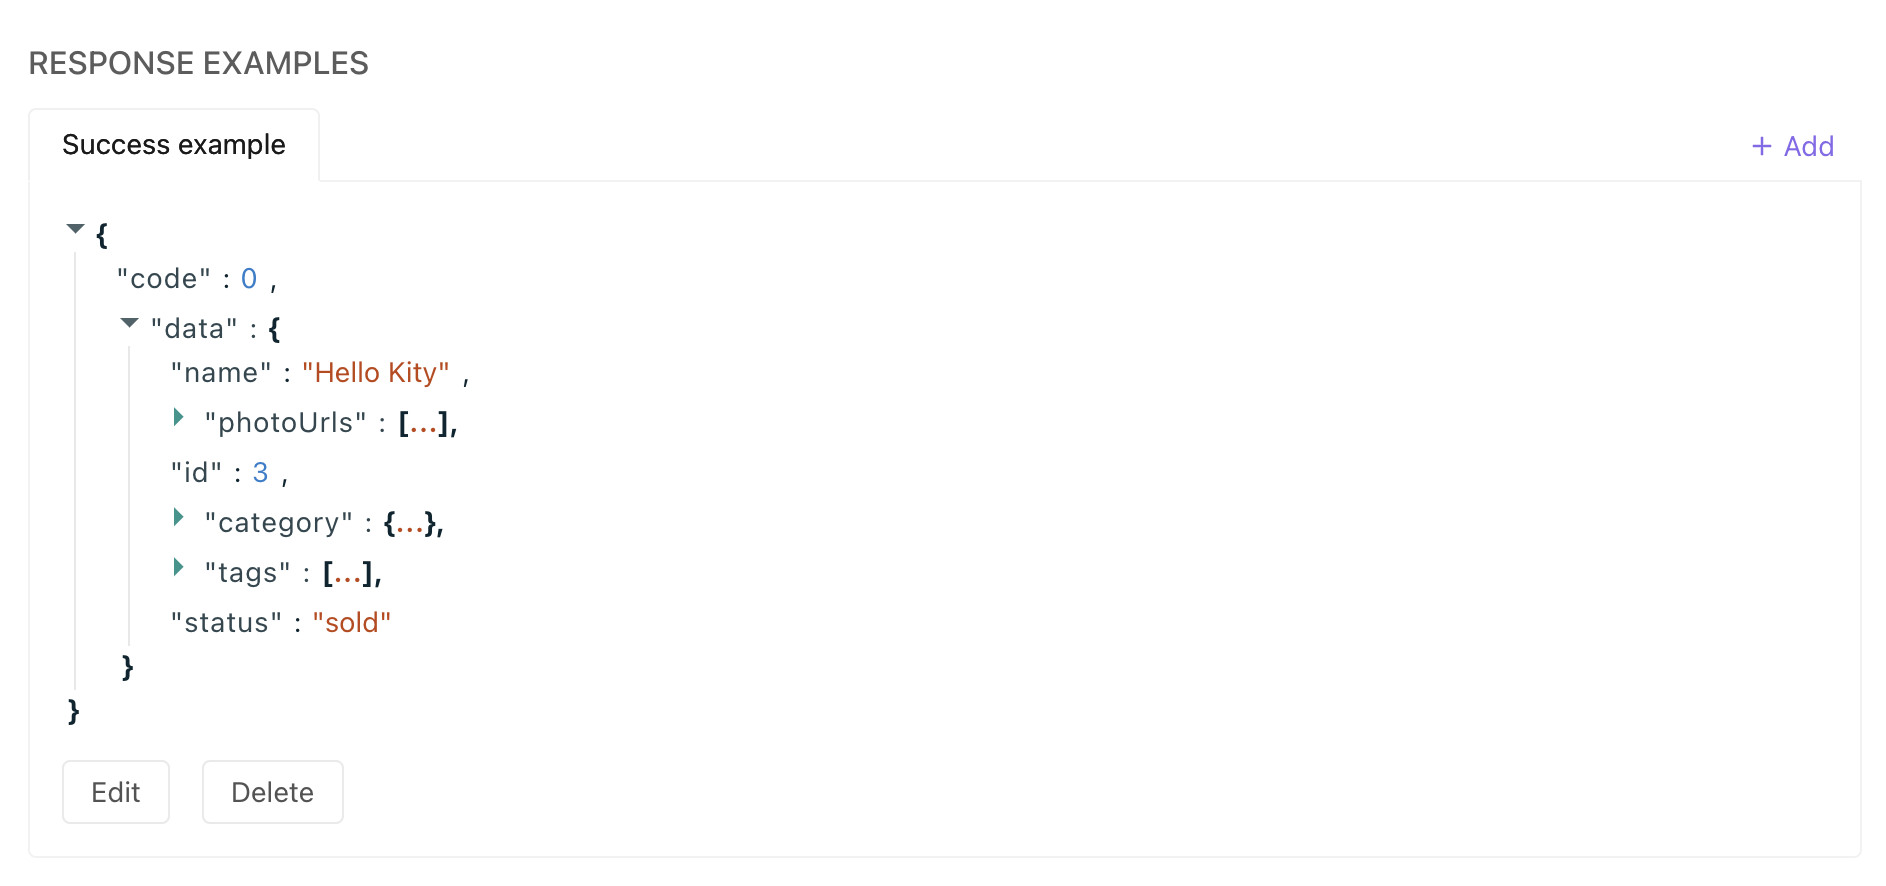 RESPONSE EXAMPLES
Success example
+ Add
{
"code" : 0 ,
"data" : {
"name" : "Hello Kity" ,
"photoUrls" : [...],
"id" : 3 ,
"category" : {...},
"tags" : [...],
"status" : "sold"
}
}
Edit
Delete